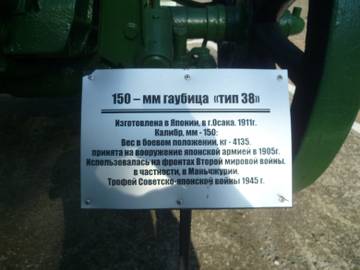 150 – мм гаубица «тип 38»
Изготовлена в Японии, в г.Осака. 1911г.
Калибр, мм - 150:
Вес в боевом положении, кг - 4135.
принята на вооружение японской армией в 1905г.
Использовалась на фронтах Второй мировой войны.
в частности, в Маньчжурии.
Трофей Советско-японской войны 1945 г.